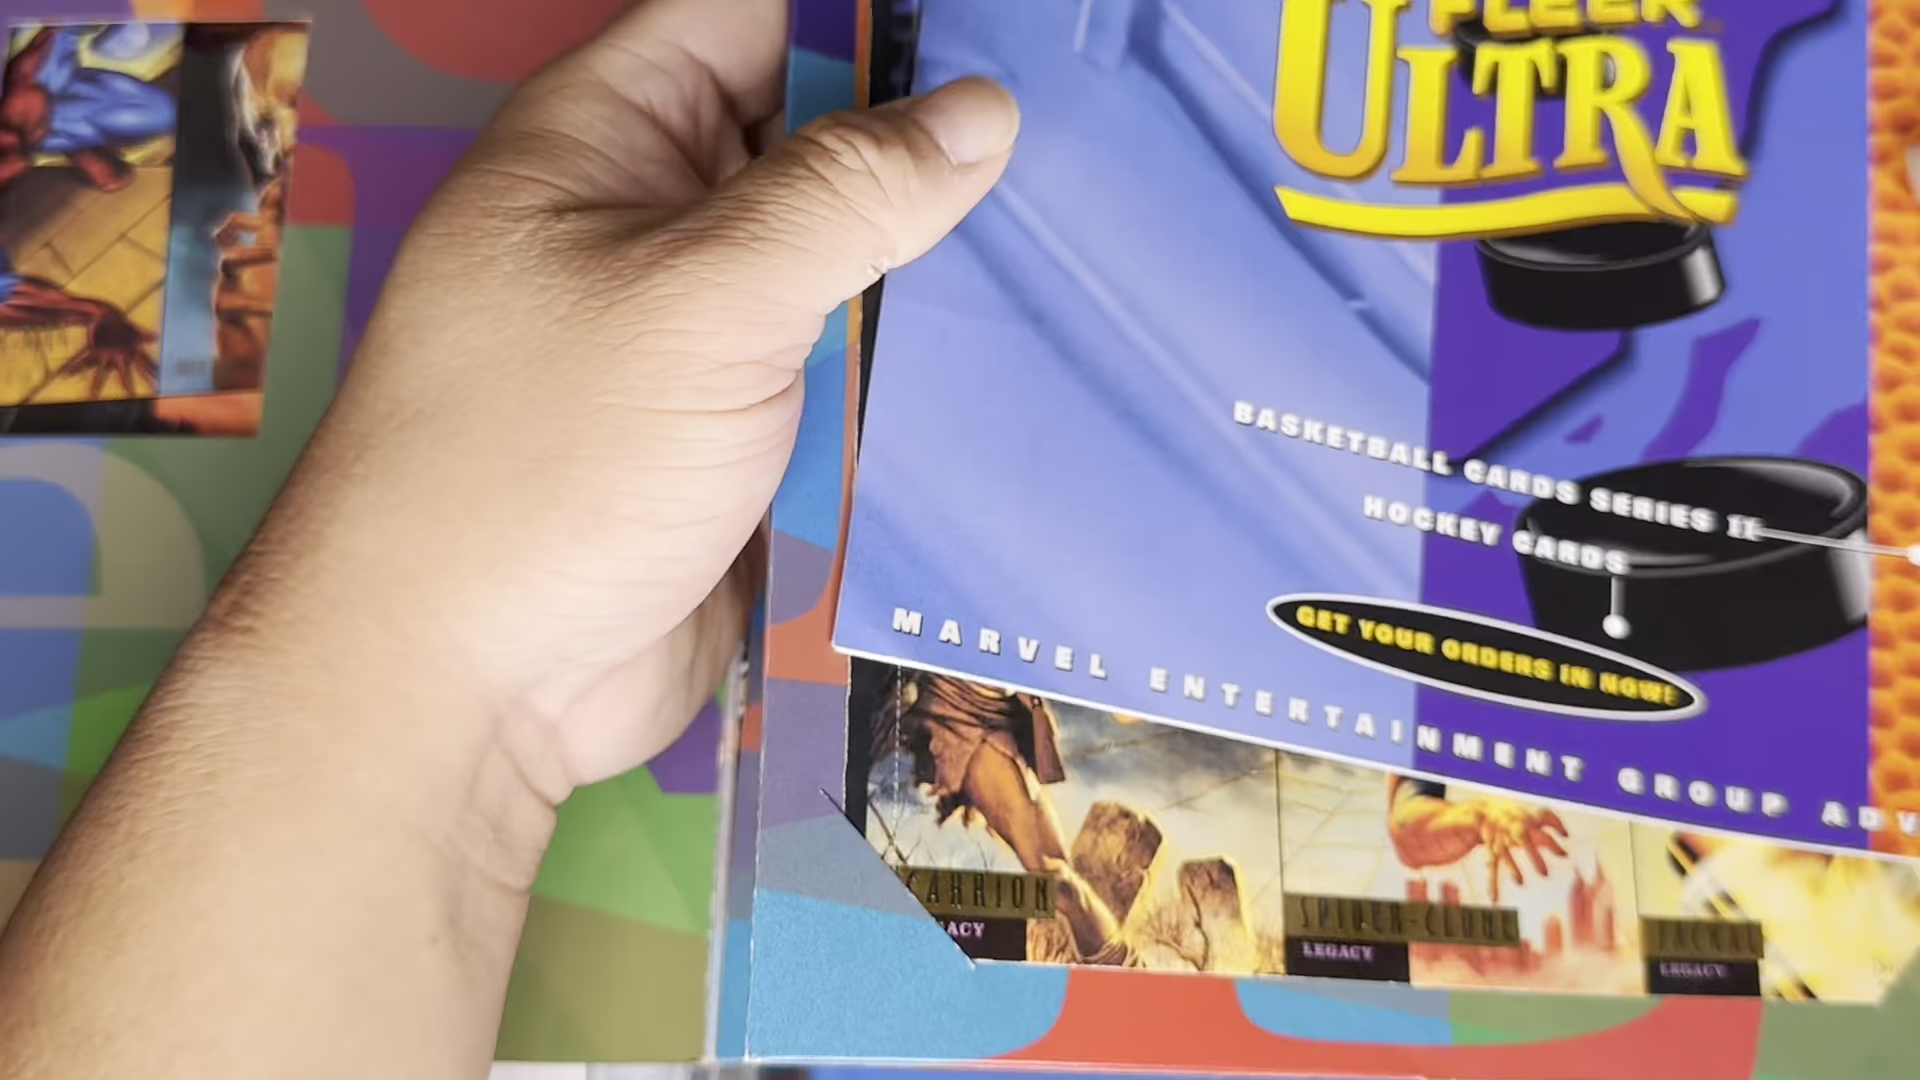 FLEER
ULTRA
BASKETBALL CARDS SERIES II
HOCKEY CARDS
GET YOUR ORDERS IN NOW!
MARVEL ENTERTAINMENT GROUP
CARRION
LEGACY
SPIDER-CLONE
LEGACY
JACKAL
LEGACY